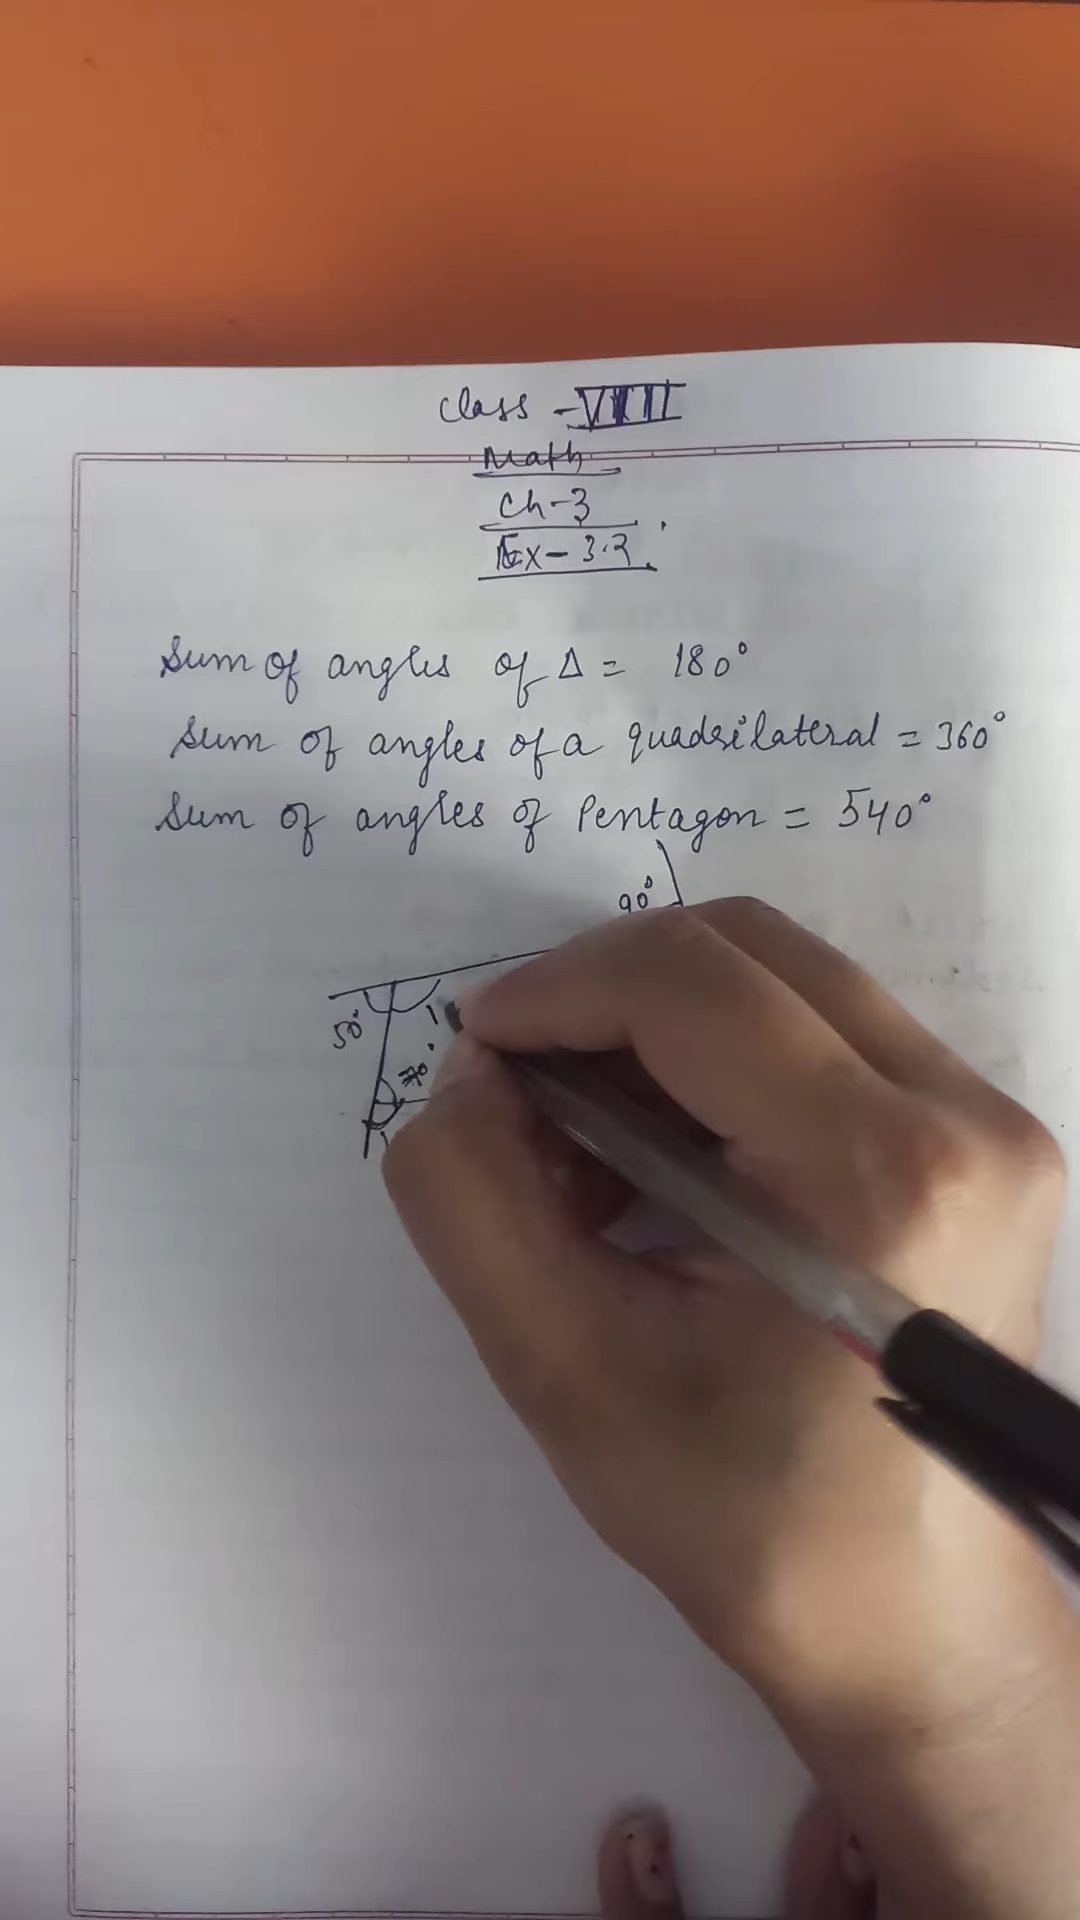 Class - VIII
Math
Ch-3
Ex - 3.2.
Sum of angles of Δ = 180°
Sum of angles of a quadrilateral = 360°
Sum of angles of Pentagon = 540°
90°
50°
1
70°